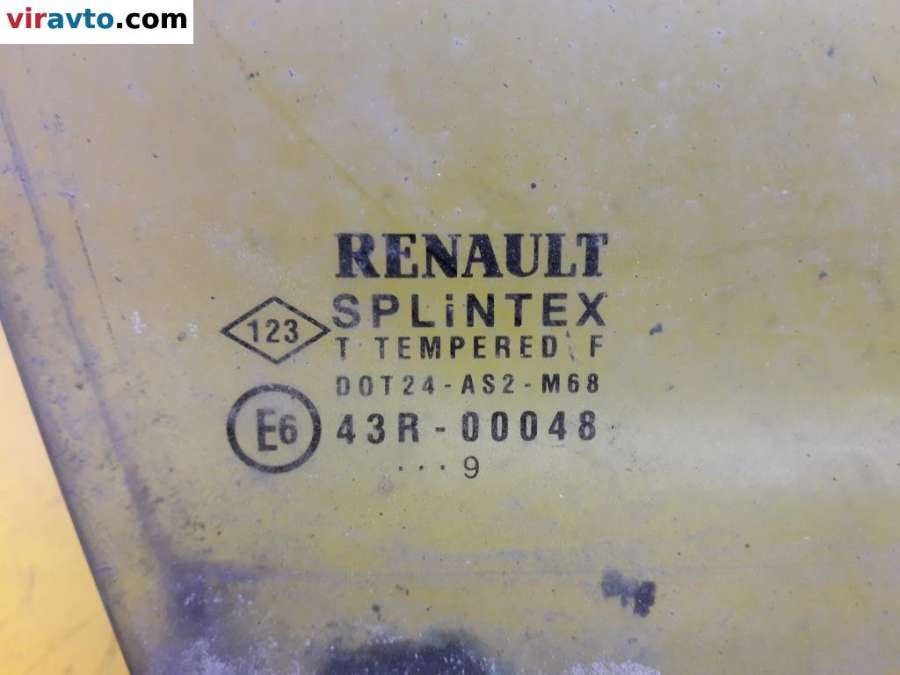 viravto.com
RENAULT
SPLiNTEX
123
T TEMPERED F
DOT24-AS2-M68
E6
43R-00048
...9